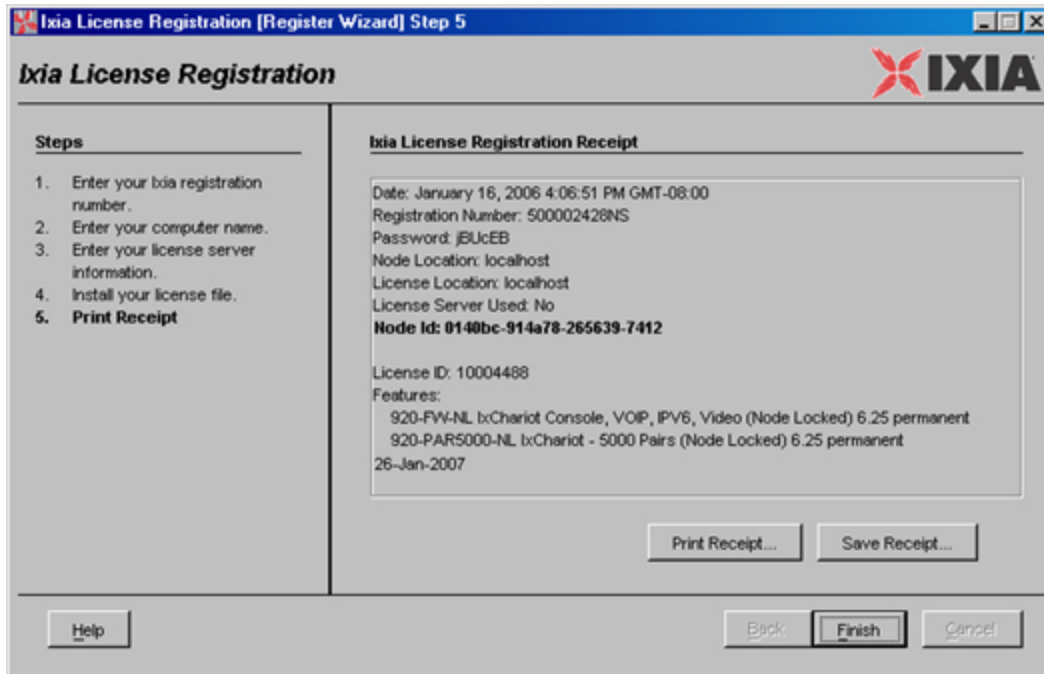 Ixia License Registration [Register Wizard] Step 5
Ixia License Registration
IXIA
Steps
1. Enter your Ixia registration
number.
2. Enter your computer name.
3. Enter your license server
information.
4. Install your license file.
5. Print Receipt
Ixia License Registration Receipt
Date: January 16, 2006 4:06:51 PM GMT-08:00
Registration Number: 500002428NS
Password: jBUcEB
Node Location: localhost
License Location: localhost
License Server Used: No
Node Id: 0140bc-914a78-265639-7412
License ID: 10004488
Features:
920-FW-NL IxChariot Console, VOIP, IPV6, Video (Node Locked) 6.25 permanent
920-PAR5000-NL IxChariot - 5000 Pairs (Node Locked) 6.25 permanent
26-Jan-2007
Print Receipt... Save Receipt...
Help Back Finish Cancel